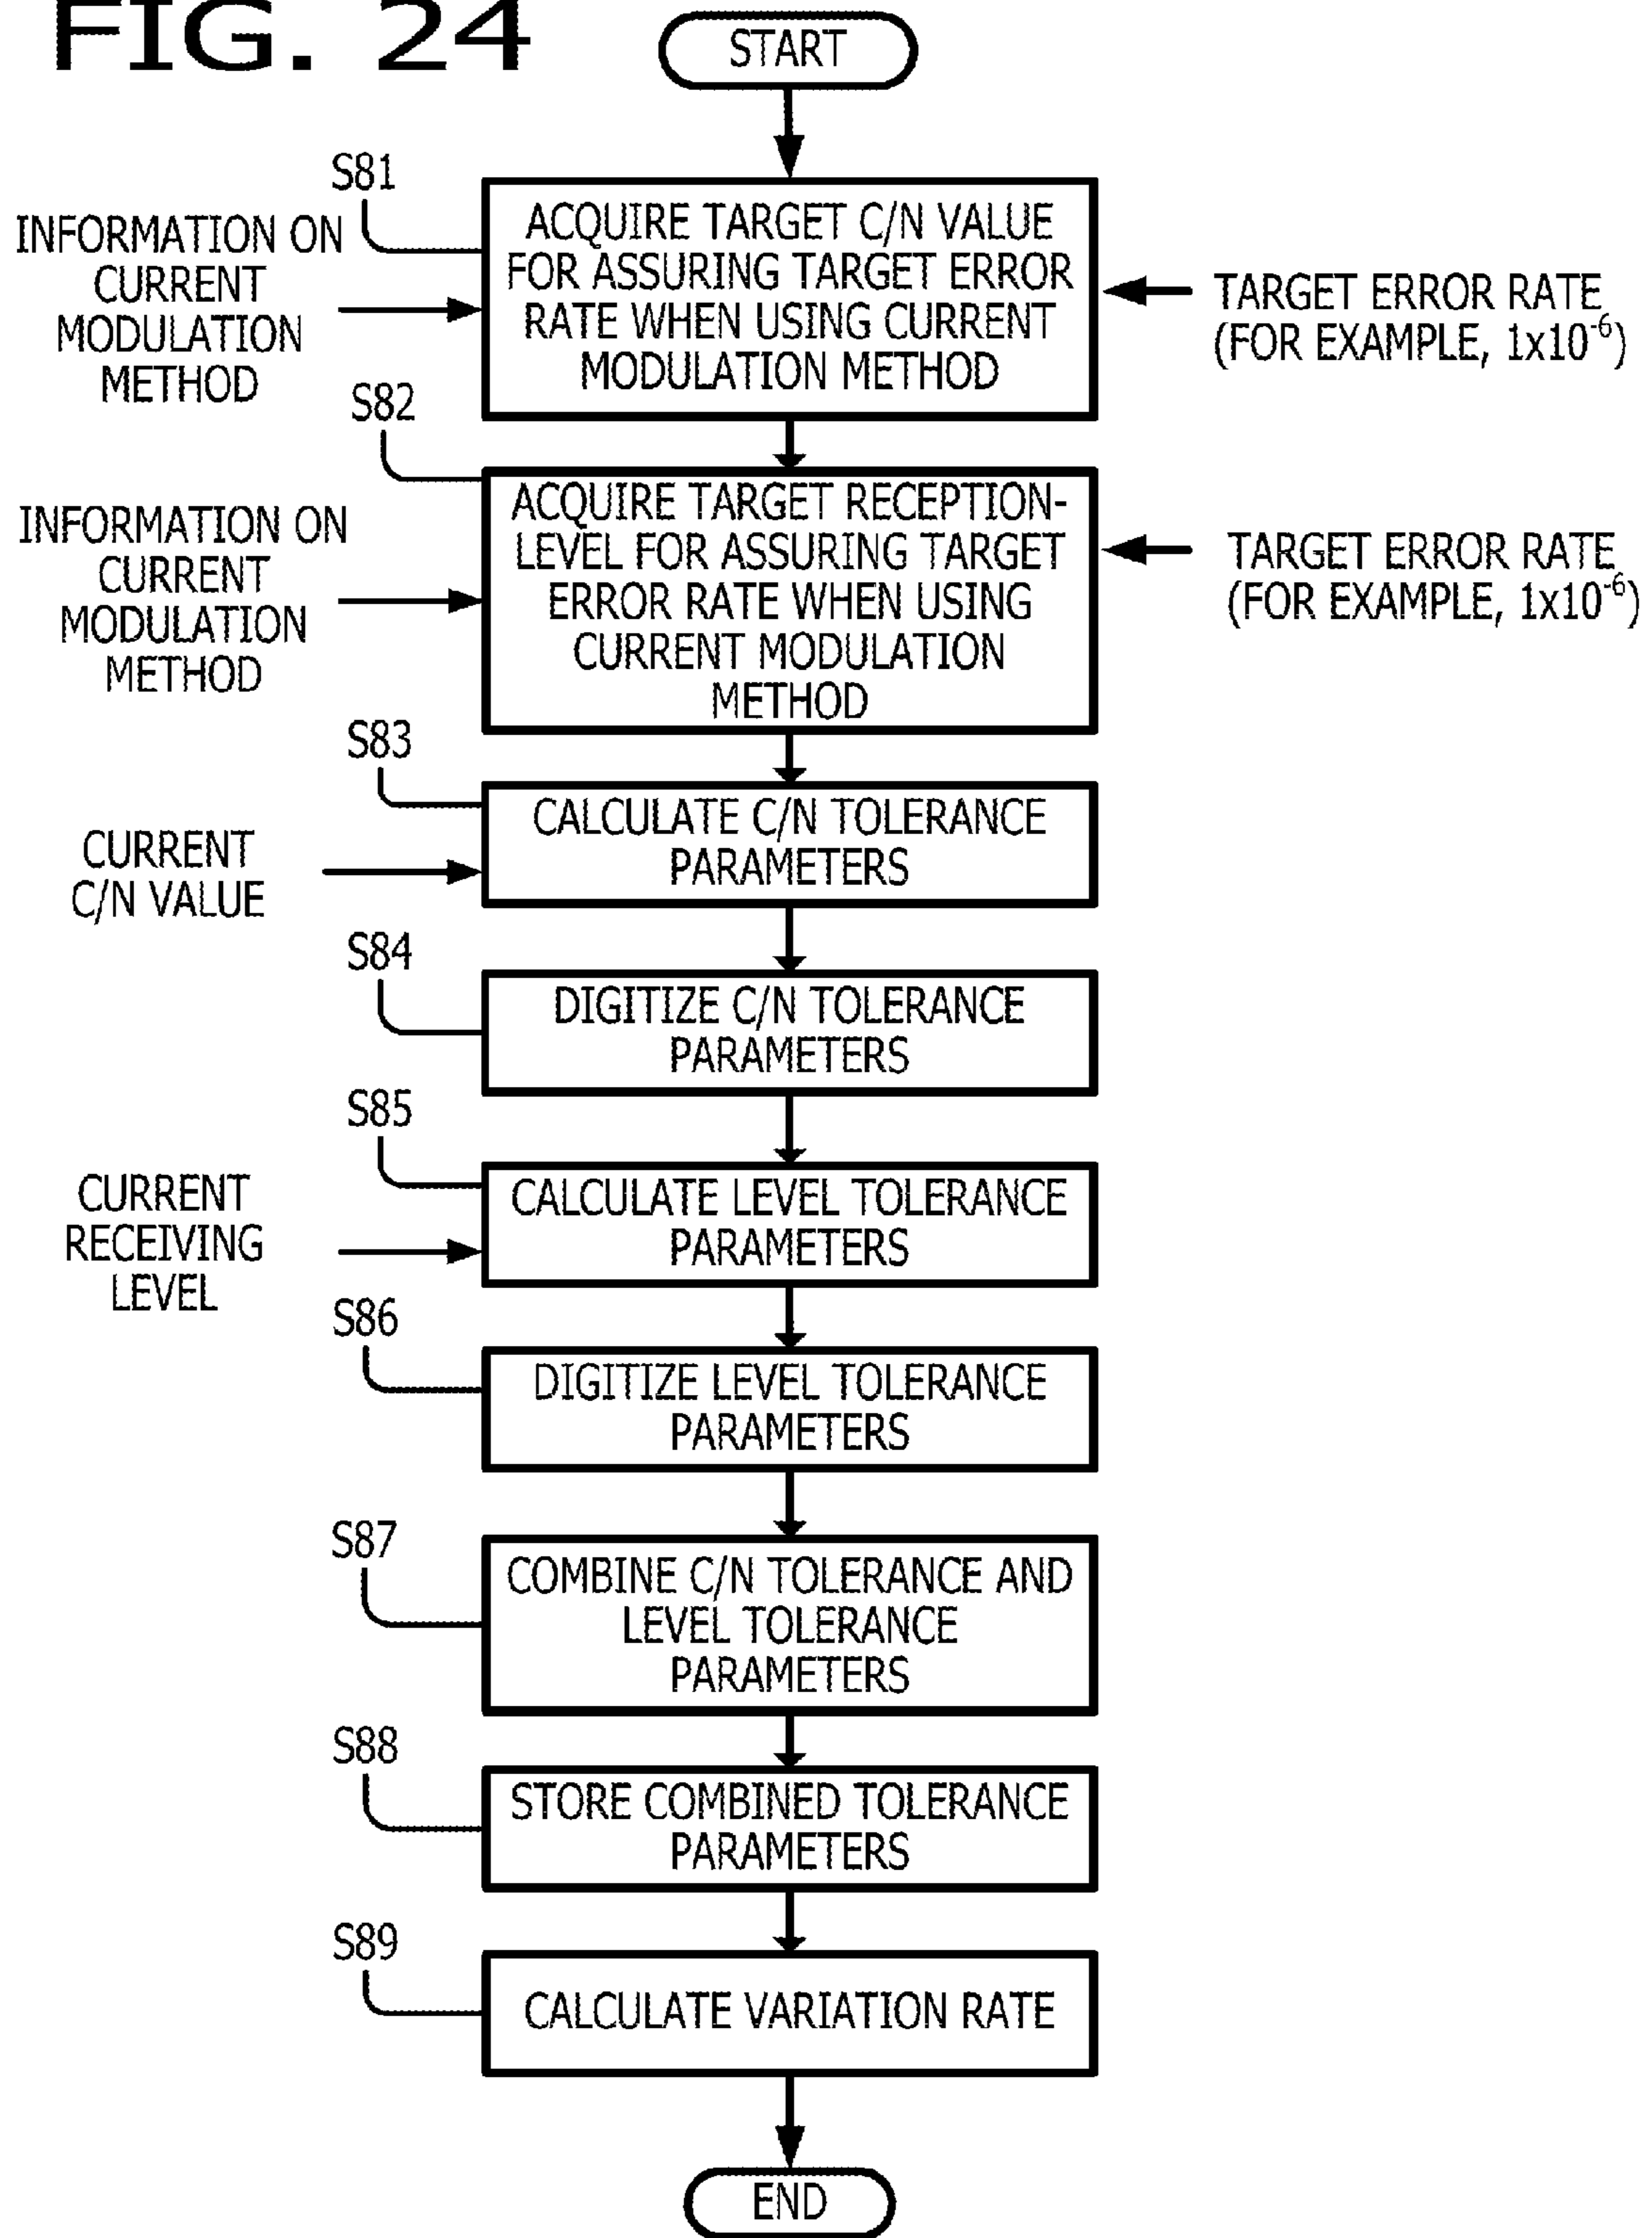 FIG. 24
START
S81
INFORMATION ON
CURRENT
MODULATION
METHOD
ACQUIRE TARGET C/N VALUE
FOR ASSURING TARGET ERROR
RATE WHEN USING CURRENT
MODULATION METHOD
TARGET ERROR RATE
(FOR EXAMPLE, 1x10⁻⁶)
S82
INFORMATION ON
CURRENT
MODULATION
METHOD
ACQUIRE TARGET RECEPTION-
LEVEL FOR ASSURING TARGET
ERROR RATE WHEN USING
CURRENT MODULATION
METHOD
TARGET ERROR RATE
(FOR EXAMPLE, 1x10⁻⁶)
S83
CURRENT
C/N VALUE
CALCULATE C/N TOLERANCE
PARAMETERS
S84
DIGITIZE C/N TOLERANCE
PARAMETERS
S85
CURRENT
RECEIVING
LEVEL
CALCULATE LEVEL TOLERANCE
PARAMETERS
S86
DIGITIZE LEVEL TOLERANCE
PARAMETERS
S87
COMBINE C/N TOLERANCE AND
LEVEL TOLERANCE
PARAMETERS
S88
STORE COMBINED TOLERANCE
PARAMETERS
S89
CALCULATE VARIATION RATE
END